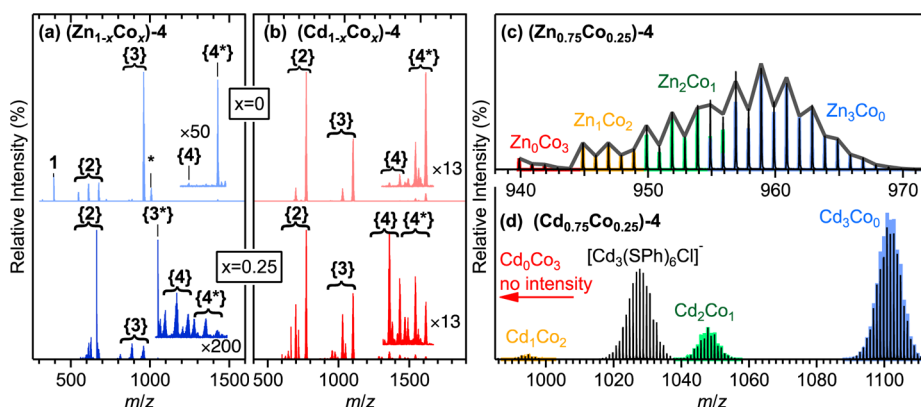 (a) (Zn1-xCox)-4
{3}
{4*}
x=0
×50
{4}
1
{2}
*
{2}
{3*}
x=0.25
{4}
{4*}
{3}
×200
500
1000
1500
m/z
Relative Intensity (%)
(b) (Cd1-xCox)-4
{2}
{4*}
{3}
{4}
×13
{2}
{4}
{4*}
{3}
×13
500
1000
1500
m/z
Relative Intensity (%)
(c) (Zn0.75Co0.25)-4
Zn3Co0
Zn2Co1
Zn1Co2
Zn0Co3
940
950
960
970
(d) (Cd0.75Co0.25)-4
Cd3Co0
Cd0Co3
no intensity
[Cd3(SPh)6Cl]-
Cd2Co1
Cd1Co2
1000
1020
1040
1060
1080
1100
m/z